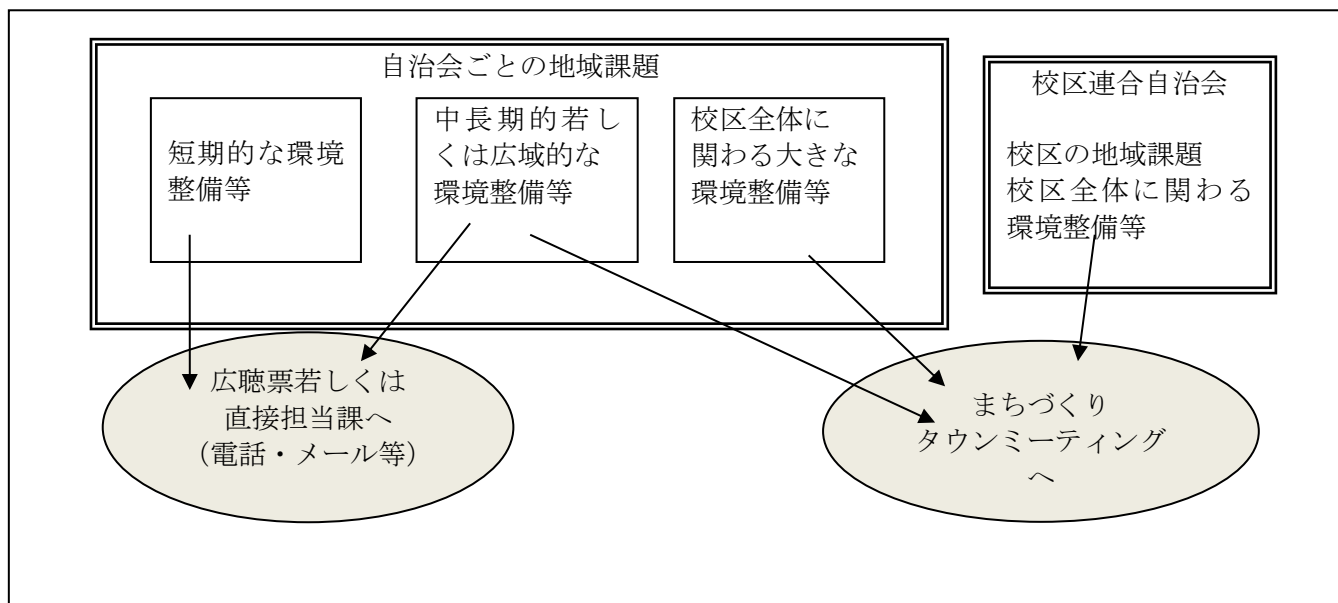 自治会ごとの地域課題
短期的な環境
整備等
中長期的若し
くは広域的な
環境整備等
校区全体に
関わる大きな
環境整備等
校区連合自治会
校区の地域課題
校区全体に関わる
環境整備等
広聴票若しくは
直接担当課へ
（電話・メール等）
まちづくり
タウンミーティング
へ